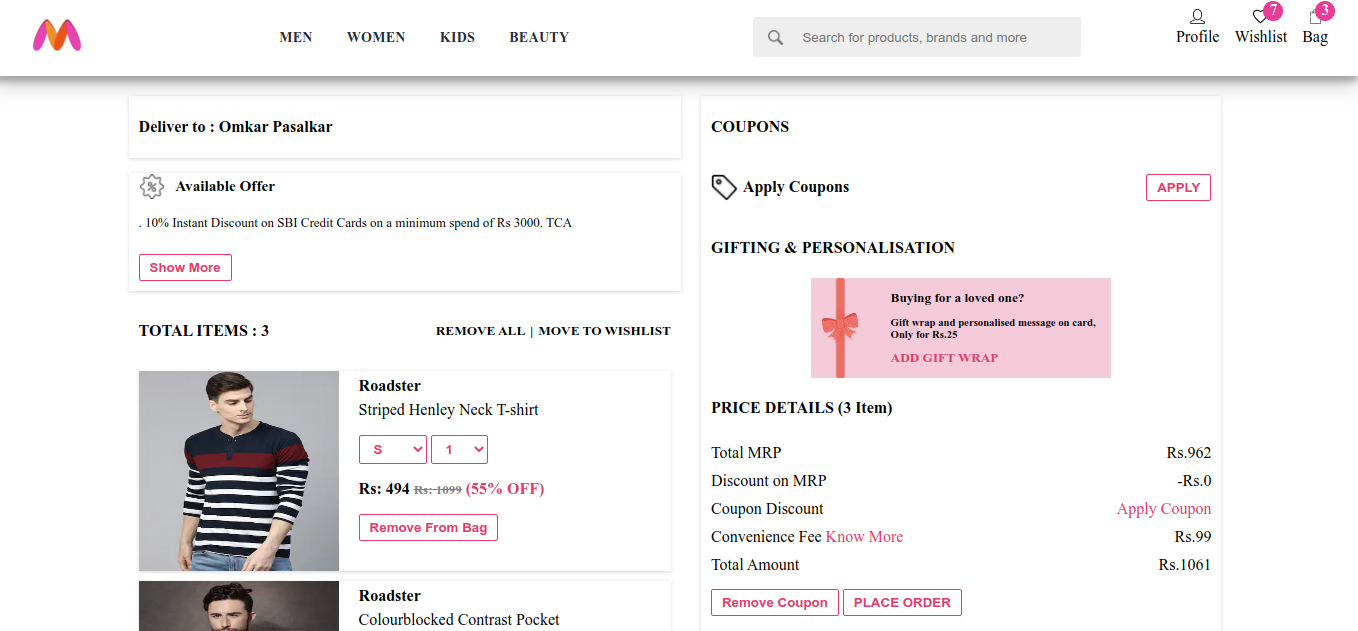 MEN WOMEN KIDS BEAUTY
Search for products, brands and more
7
3
Profile Wishlist Bag
Deliver to : Omkar Pasalkar
Available Offer
. 10% Instant Discount on SBI Credit Cards on a minimum spend of Rs 3000. TCA
Show More
TOTAL ITEMS : 3
REMOVE ALL | MOVE TO WISHLIST
Roadster
Striped Henley Neck T-shirt
S 1
Rs: 494 Rs: 1099 (55% OFF)
Remove From Bag
Roadster
Colourblocked Contrast Pocket
COUPONS
Apply Coupons APPLY
GIFTING & PERSONALISATION
Buying for a loved one?
Gift wrap and personalised message on card,
Only for Rs.25
ADD GIFT WRAP
PRICE DETAILS (3 Item)
Total MRP Rs.962
Discount on MRP -Rs.0
Coupon Discount Apply Coupon
Convenience Fee Know More Rs.99
Total Amount Rs.1061
Remove Coupon PLACE ORDER